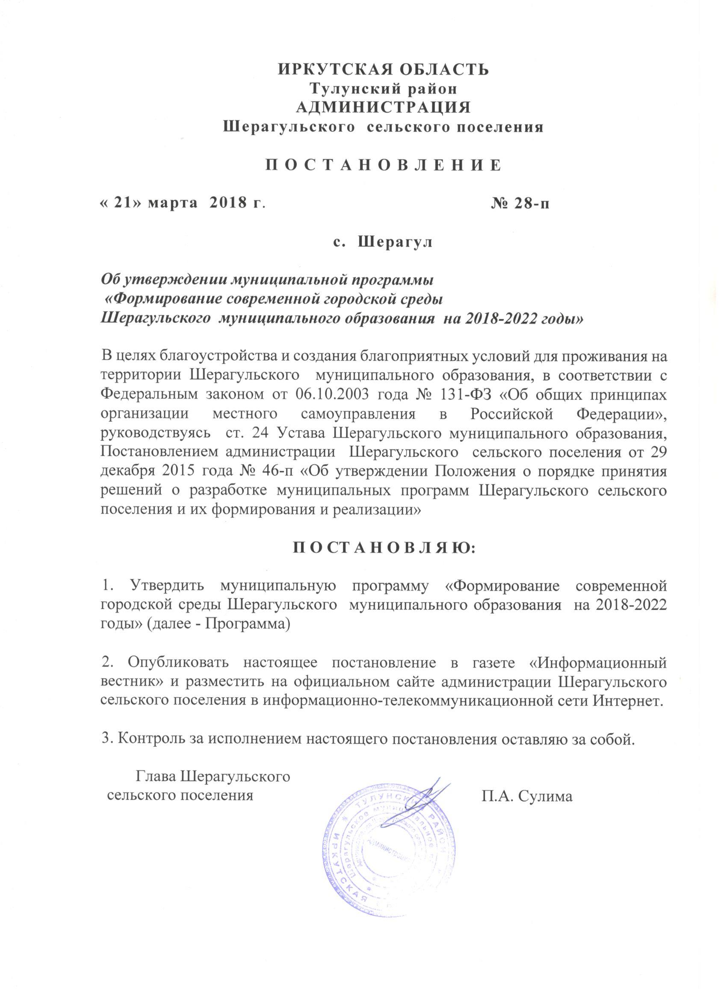 ИРКУТСКАЯ ОБЛАСТЬ
Тулунский район
АДМИНИСТРАЦИЯ
Шерагульского сельского поселения
П О С Т А Н О В Л Е Н И Е
« 21» марта 2018 г. № 28-п
с. Шерагул
Об утверждении муниципальной программы
«Формирование современной городской среды
Шерагульского муниципального образования на 2018-2022 годы»
В целях благоустройства и создания благоприятных условий для проживания на
территории Шерагульского муниципального образования, в соответствии с
Федеральным законом от 06.10.2003 года № 131-ФЗ «Об общих принципах
организации местного самоуправления в Российской Федерации»,
руководствуясь ст. 24 Устава Шерагульского муниципального образования,
Постановлением администрации Шерагульского сельского поселения от 29
декабря 2015 года № 46-п «Об утверждении Положения о порядке принятия
решений о разработке муниципальных программ Шерагульского сельского
поселения и их формирования и реализации»
П О СТ А Н О В Л Я Ю:
1. Утвердить муниципальную программу «Формирование современной
городской среды Шерагульского муниципального образования на 2018-2022
годы» (далее - Программа)
2. Опубликовать настоящее постановление в газете «Информационный
вестник» и разместить на официальном сайте администрации Шерагульского
сельского поселения в информационно-телекоммуникационной сети Интернет.
3. Контроль за исполнением настоящего постановления оставляю за собой.
Глава Шерагульского
сельского поселения П.А. Сулима
ИРКУТСКАЯ
* ТУЛУНСКИЙ РАЙОН *
Шерагульское муниципальное
Администрация